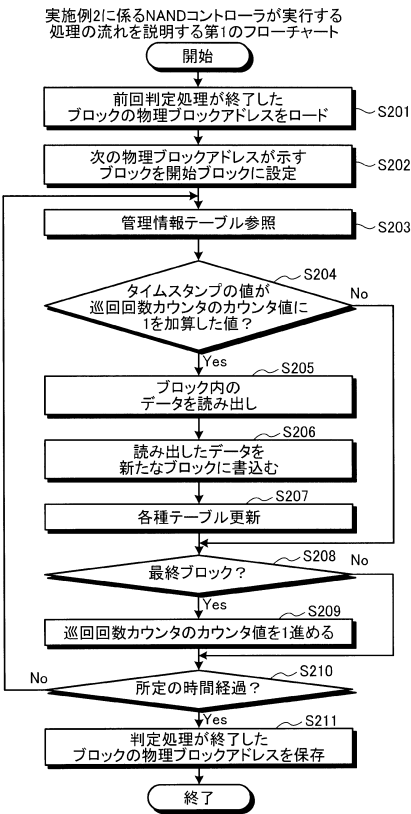 実施例2に係るNANDコントローラが実行する
処理の流れを説明する第1のフローチャート
開始
前回判定処理が終了した
ブロックの物理ブロックアドレスをロード
S201
次の物理ブロックアドレスが示す
ブロックを開始ブロックに設定
S202
管理情報テーブル参照
S203
S204
タイムスタンプの値が
巡回回数カウンタのカウンタ値に
1を加算した値?
No
Yes
S205
ブロック内の
データを読み出し
S206
読み出したデータを
新たなブロックに書込む
S207
各種テーブル更新
S208
最終ブロック?
No
Yes
S209
巡回回数カウンタのカウンタ値を1進める
S210
所定の時間経過?
No
Yes
S211
判定処理が終了した
ブロックの物理ブロックアドレスを保存
終了